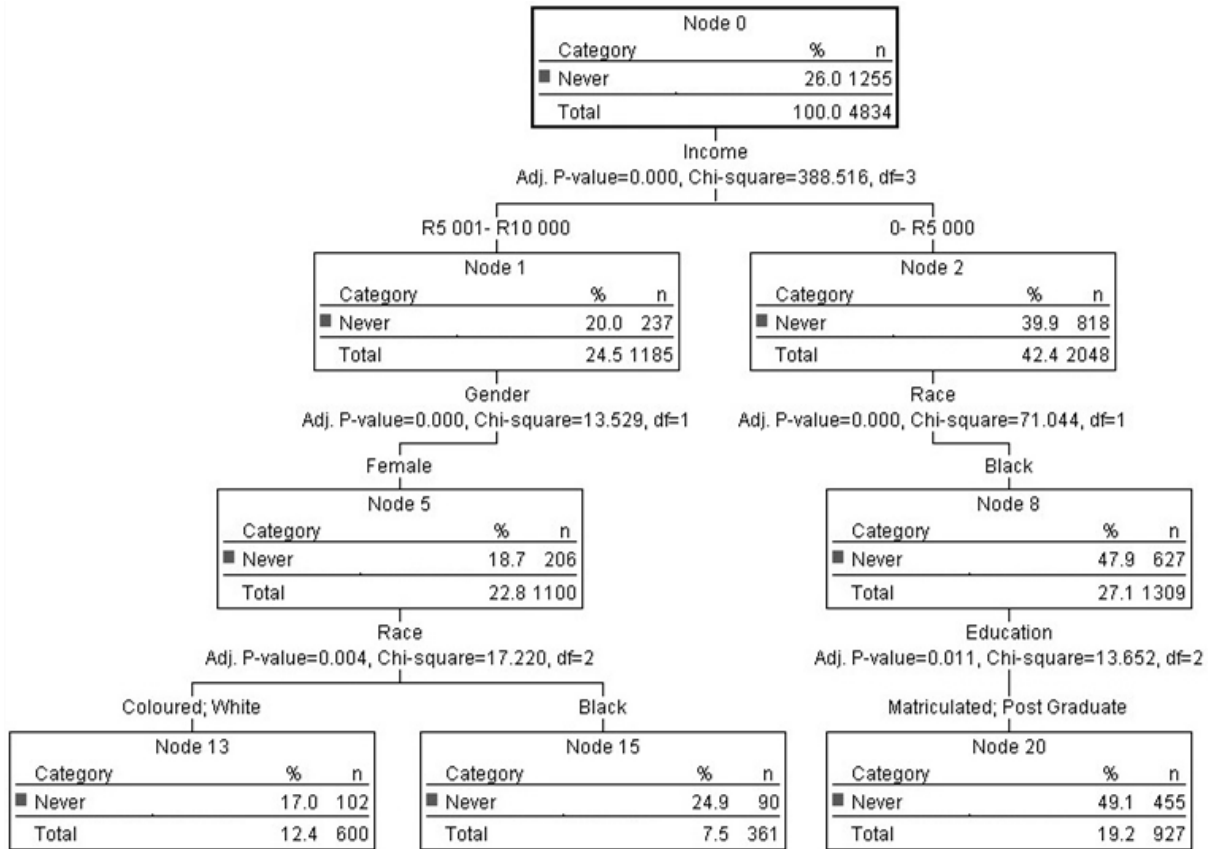 Node 0
Category % n
Never 26.0 1255
Total 100.0 4834
Income
Adj. P-value=0.000, Chi-square=388.516, df=3
R5 001- R10 000
0- R5 000
Node 1
Category % n
Never 20.0 237
Total 24.5 1185
Node 2
Category % n
Never 39.9 818
Total 42.4 2048
Gender
Adj. P-value=0.000, Chi-square=13.529, df=1
Race
Adj. P-value=0.000, Chi-square=71.044, df=1
Female
Black
Node 5
Category % n
Never 18.7 206
Total 22.8 1100
Node 8
Category % n
Never 47.9 627
Total 27.1 1309
Race
Adj. P-value=0.004, Chi-square=17.220, df=2
Education
Adj. P-value=0.011, Chi-square=13.652, df=2
Coloured; White
Black
Matriculated; Post Graduate
Node 13
Category % n
Never 17.0 102
Total 12.4 600
Node 15
Category % n
Never 24.9 90
Total 7.5 361
Node 20
Category % n
Never 49.1 455
Total 19.2 927